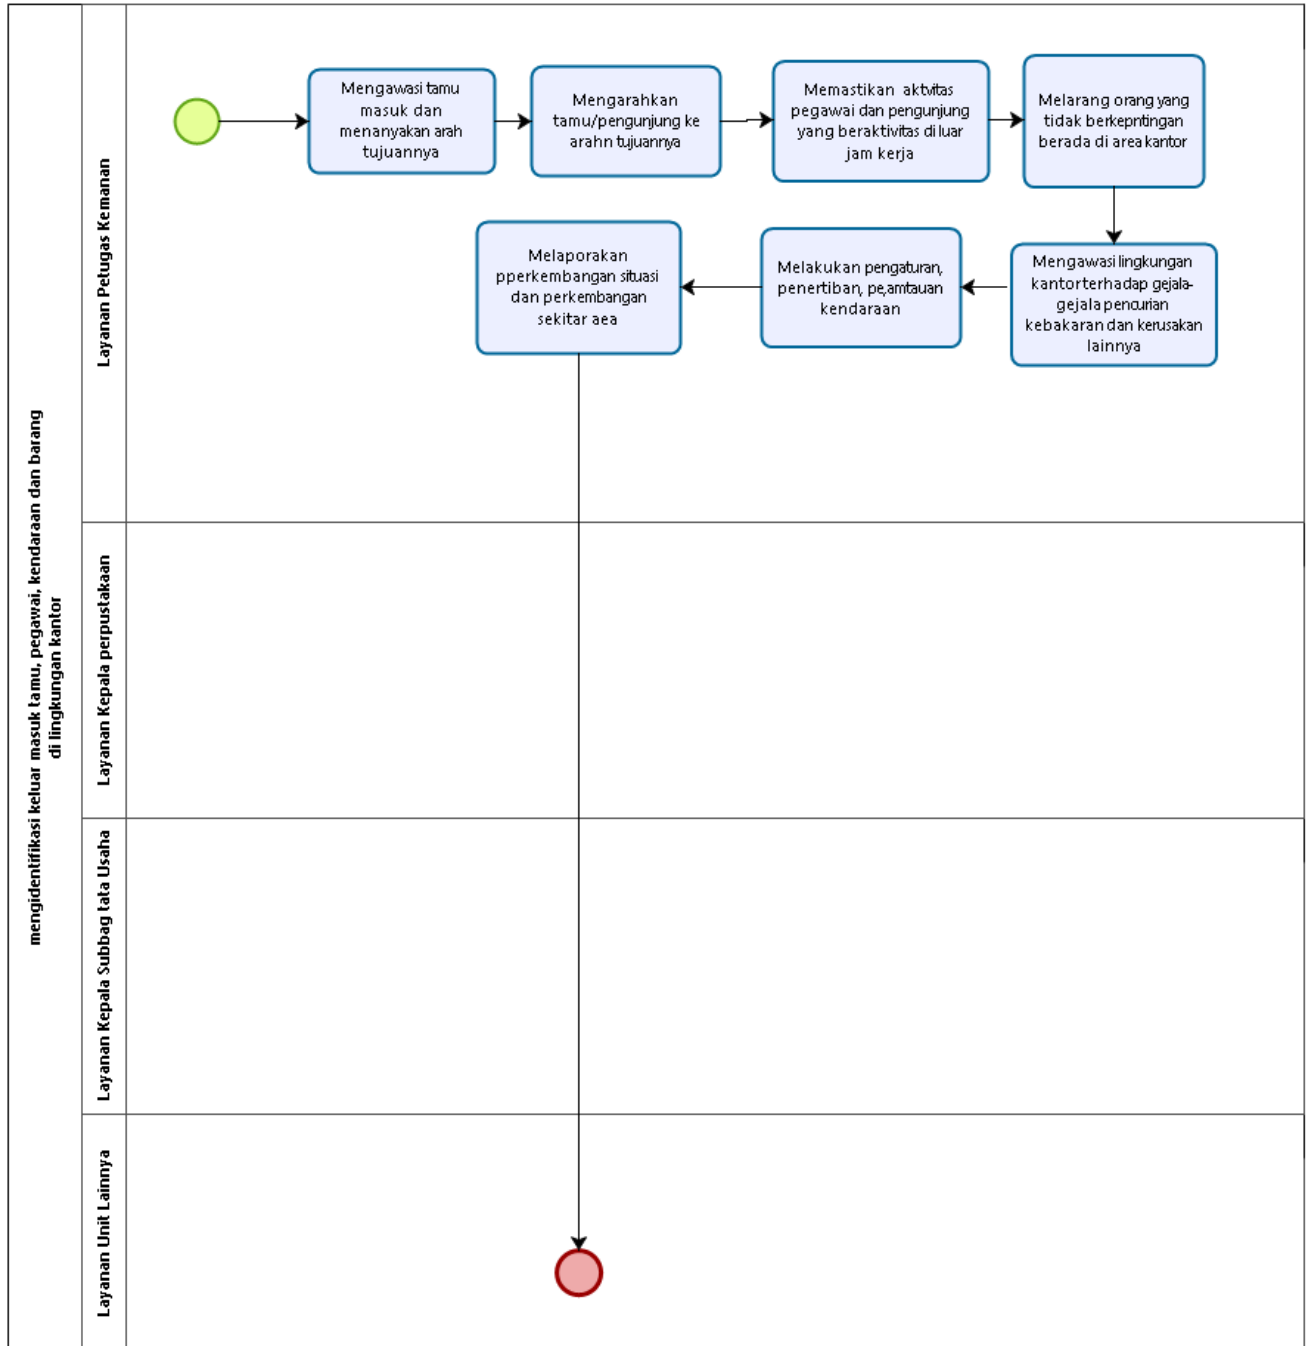 mengidentifikasi keluar masuk tamu, pegawai, kendaraan dan barang
di lingkungan kantor
Layanan Petugas Kemanan
Mengawasi tamu
masuk dan
menanyakan arah
tujuannya
Mengarahkan
tamu/pengunjung ke
arahn tujuannya
Memastikan aktvitas
pegawai dan pengunjung
yang beraktivitas di luar
jam kerja
Melarang orang yang
tidak berkepntingan
berada di area kantor
Mengawasi lingkungan
kantor terhadap gejala-
gejala pencurian
kebakaran dan kerusakan
lainnya
Melakukan pengaturan,
penertiban, pe,amtauan
kendaraan
Melaporakan
pperkembangan situasi
dan perkembangan
sekitar aea
Layanan Kepala perpustakaan
Layanan Kepala Subbag tata Usaha
Layanan Unit Lainnya